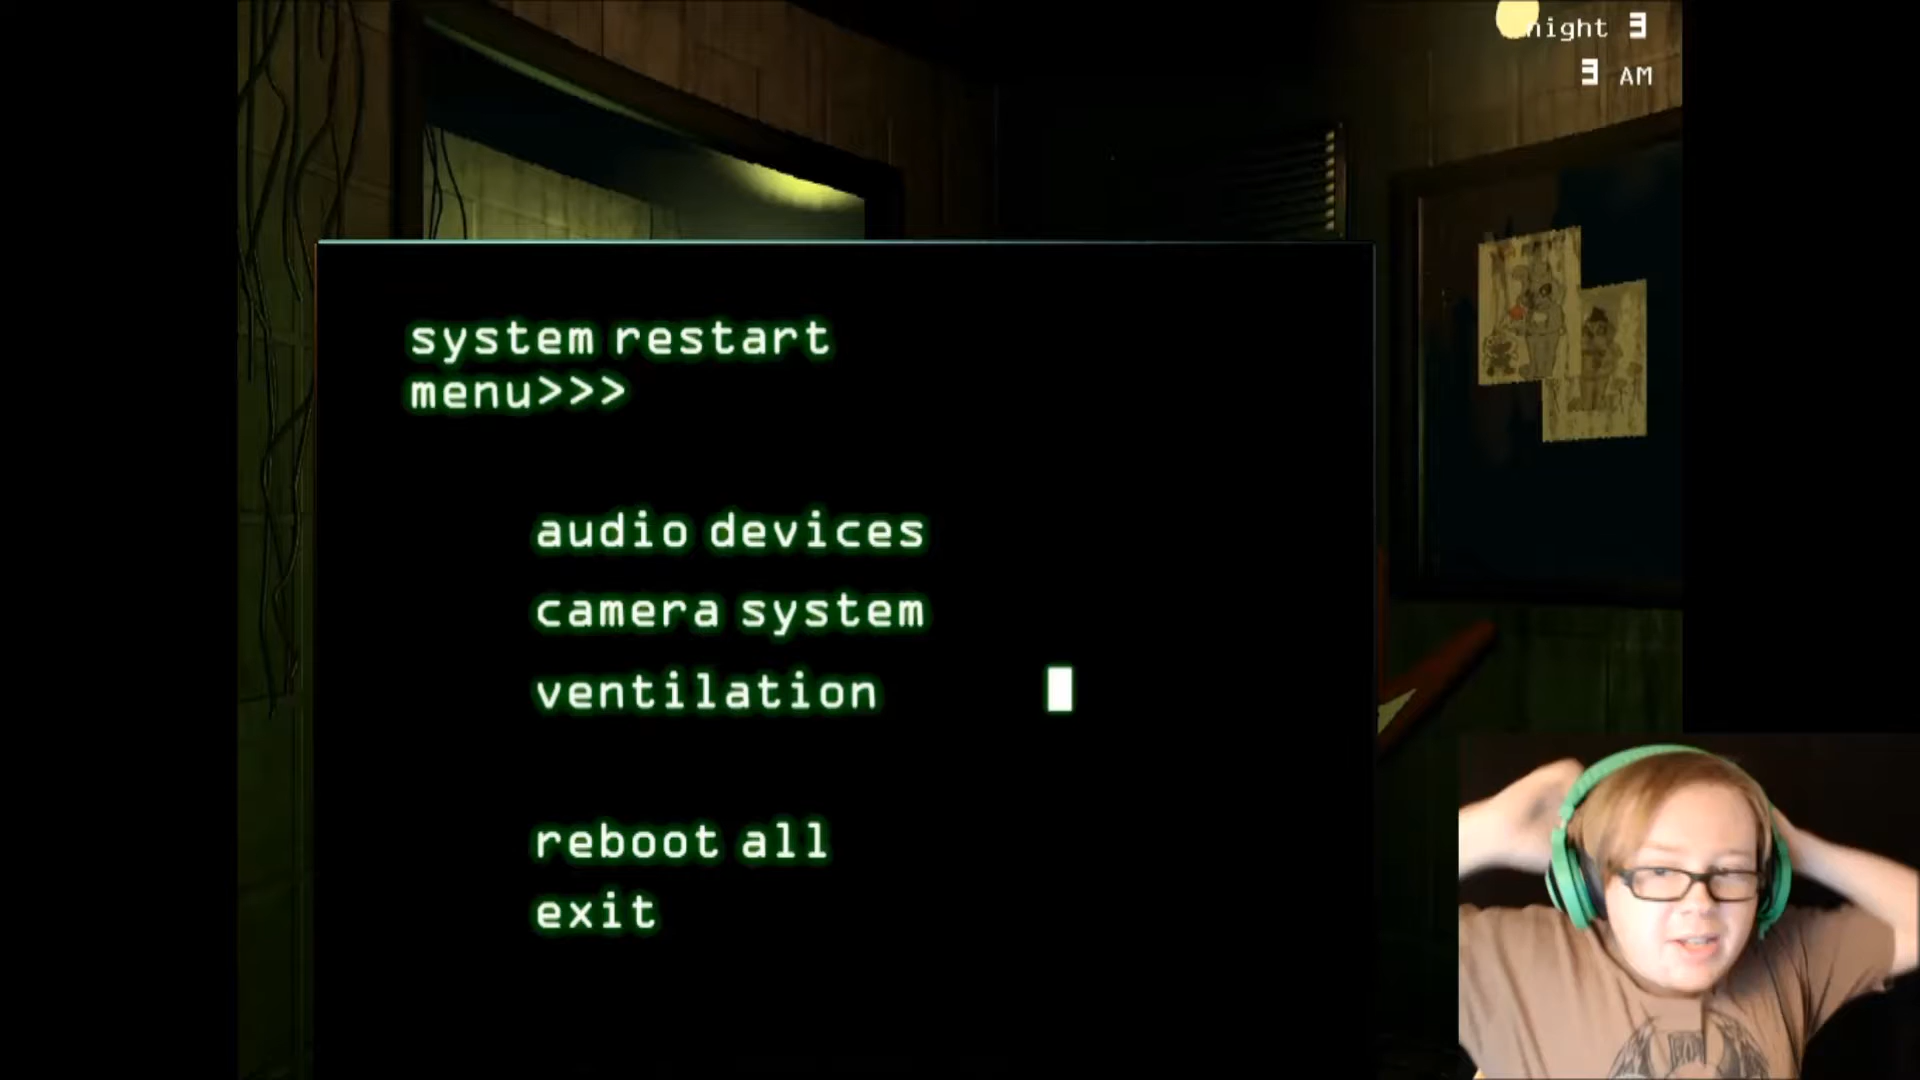 night 3
3 AM
system restart
menu>>>
audio devices
camera system
ventilation
reboot all
exit